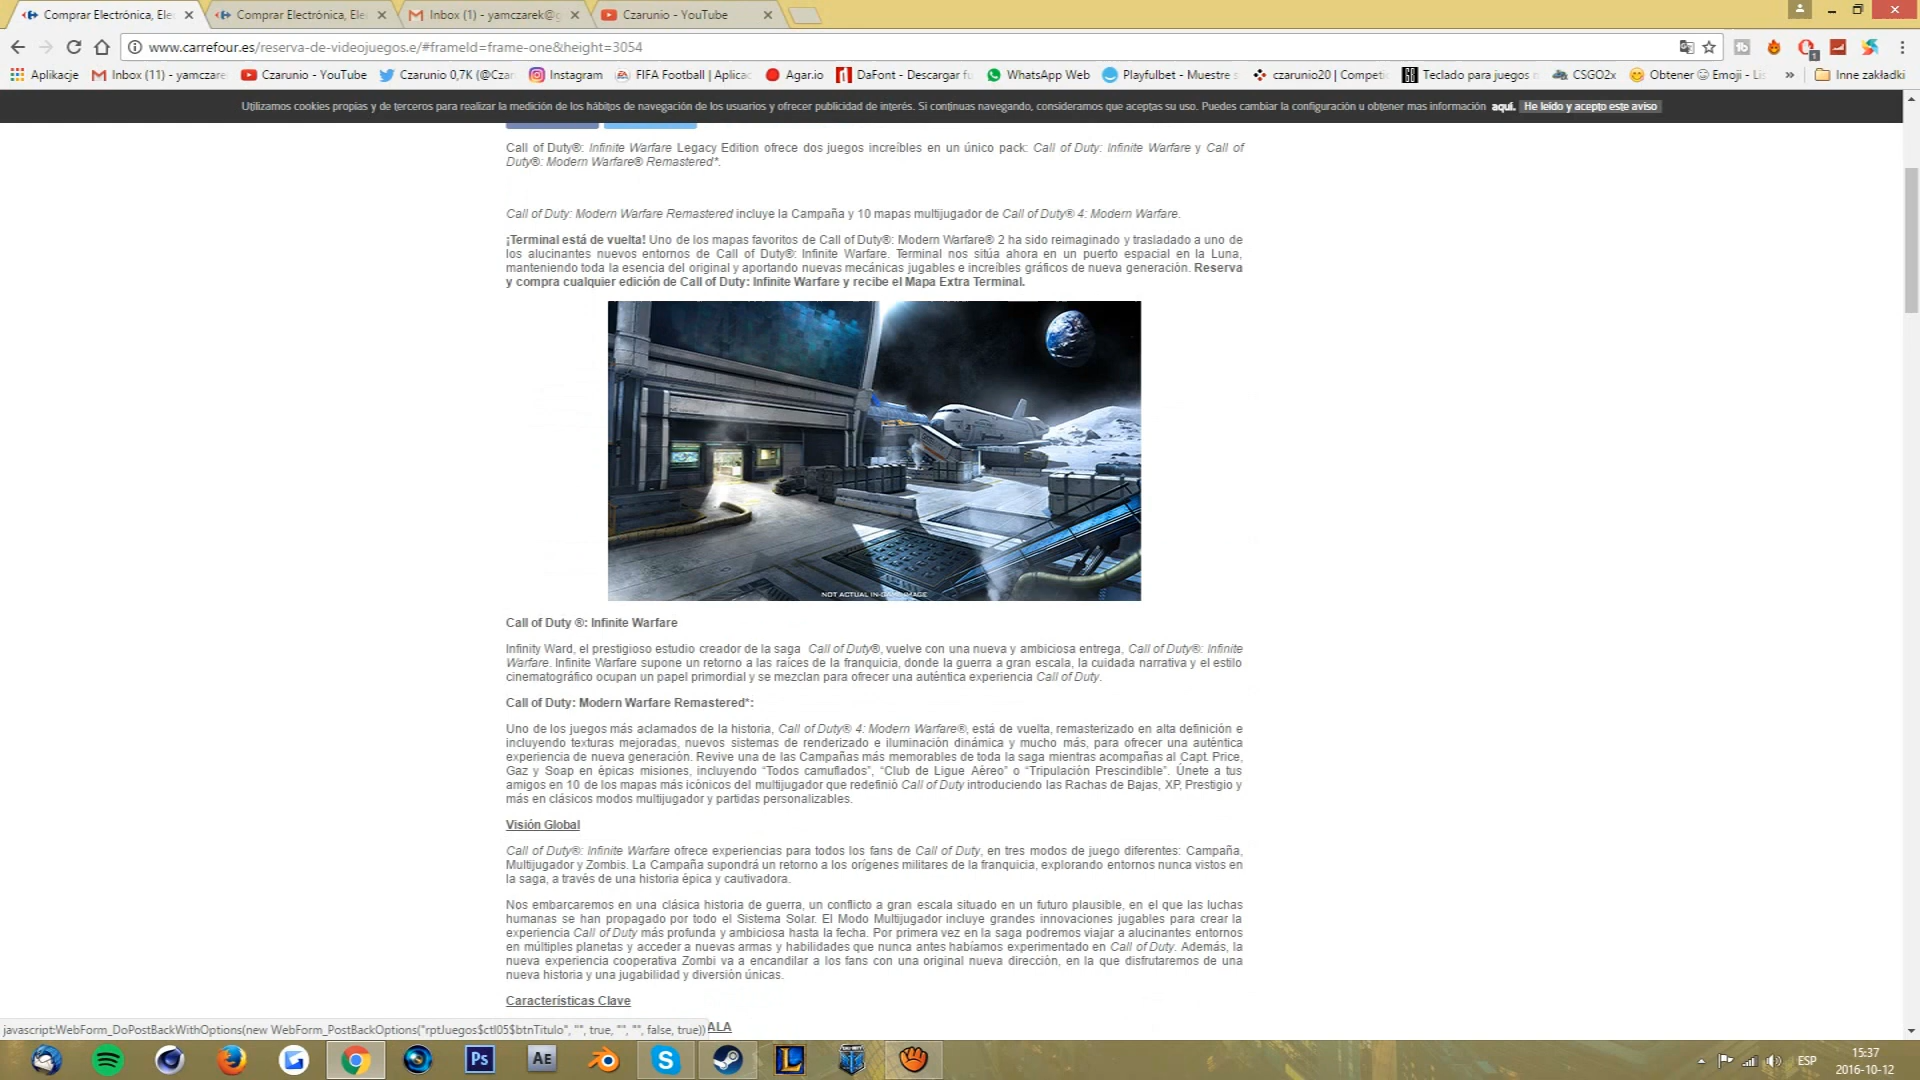 Comprar Electrónica, Ele
Comprar Electrónica, Ele
Inbox (1) - yamczarek@g
Czarunio - YouTube
www.carrefour.es/reserva-de-videojuegos.e/#frameId=frame-one&height=3054
Aplikacje
Inbox (11) - yamczare
Czarunio - YouTube
Czarunio 0,7K (@Czar
Instagram
FIFA Football | Aplicac
Agar.io
DaFont - Descargar fu
WhatsApp Web
Playfulbet - Muestre s
czarunio20 | Competic
Teclado para juegos
CSGO2x
Obtener 😊 Emoji - Lis
»
Inne zakładki
Utilizamos cookies propias y de terceros para realizar la medición de los hábitos de navegación de los usuarios y ofrecer publicidad de interés. Si continuas navegando, consideramos que aceptas su uso. Puedes cambiar la configuración u obtener mas información aquí. He leído y acepto este aviso
Call of Duty®: Infinite Warfare Legacy Edition ofrece dos juegos increíbles en un único pack: Call of Duty: Infinite Warfare y Call of
Duty®: Modern Warfare® Remastered*.
Call of Duty: Modern Warfare Remastered incluye la Campaña y 10 mapas multijugador de Call of Duty® 4: Modern Warfare.
¡Terminal está de vuelta! Uno de los mapas favoritos de Call of Duty®: Modern Warfare® 2 ha sido reimaginado y trasladado a uno de
los alucinantes nuevos entornos de Call of Duty®: Infinite Warfare. Terminal nos sitúa ahora en un puerto espacial en la Luna,
manteniendo toda la esencia del original y aportando nuevas mecánicas jugables e increíbles gráficos de nueva generación. Reserva
y compra cualquier edición de Call of Duty: Infinite Warfare y recibe el Mapa Extra Terminal.
NOT ACTUAL IN-GAME IMAGE
Call of Duty ®: Infinite Warfare
Infinity Ward, el prestigioso estudio creador de la saga Call of Duty®, vuelve con una nueva y ambiciosa entrega, Call of Duty®: Infinite
Warfare. Infinite Warfare supone un retorno a las raíces de la franquicia, donde la guerra a gran escala, la cuidada narrativa y el estilo
cinematográfico ocupan un papel primordial y se mezclan para ofrecer una auténtica experiencia Call of Duty.
Call of Duty: Modern Warfare Remastered*:
Uno de los juegos más aclamados de la historia, Call of Duty® 4: Modern Warfare®, está de vuelta, remasterizado en alta definición e
incluyendo texturas mejoradas, nuevos sistemas de renderizado e iluminación dinámica y mucho más, para ofrecer una auténtica
experiencia de nueva generación. Revive una de las Campañas más memorables de toda la saga mientras acompañas al Capt. Price,
Gaz y Soap en épicas misiones, incluyendo “Todos camuflados”, “Club de Ligue Aéreo” o “Tripulación Prescindible”. Únete a tus
amigos en 10 de los mapas más icónicos del multijugador que redefinió Call of Duty introduciendo las Rachas de Bajas, XP, Prestigio y
más en clásicos modos multijugador y partidas personalizables.
Visión Global
Call of Duty®: Infinite Warfare ofrece experiencias para todos los fans de Call of Duty, en tres modos de juego diferentes: Campaña,
Multijugador y Zombis. La Campaña supondrá un retorno a los orígenes militares de la franquicia, explorando entornos nunca vistos en
la saga, a través de una historia épica y cautivadora.
Nos embarcaremos en una clásica historia de guerra, un conflicto a gran escala situado en un futuro plausible, en el que las luchas
humanas se han propagado por todo el Sistema Solar. El Modo Multijugador incluye grandes innovaciones jugables para crear la
experiencia Call of Duty más profunda y ambiciosa hasta la fecha. Por primera vez en la saga podremos viajar a alucinantes entornos
en múltiples planetas y acceder a nuevas armas y habilidades que nunca antes habíamos experimentado en Call of Duty. Además, la
nueva experiencia cooperativa Zombi va a encandilar a los fans con una original nueva dirección, en la que disfrutaremos de una
nueva historia y una jugabilidad y diversión únicas.
Características Clave
javascript:WebForm_DoPostBackWithOptions(new WebForm_PostBackOptions("rptJuegos$ctl05$btnTitulo", "", true, "", "", false, true)) ALA
Ps
Ae
ESP
15:37
2016-10-12